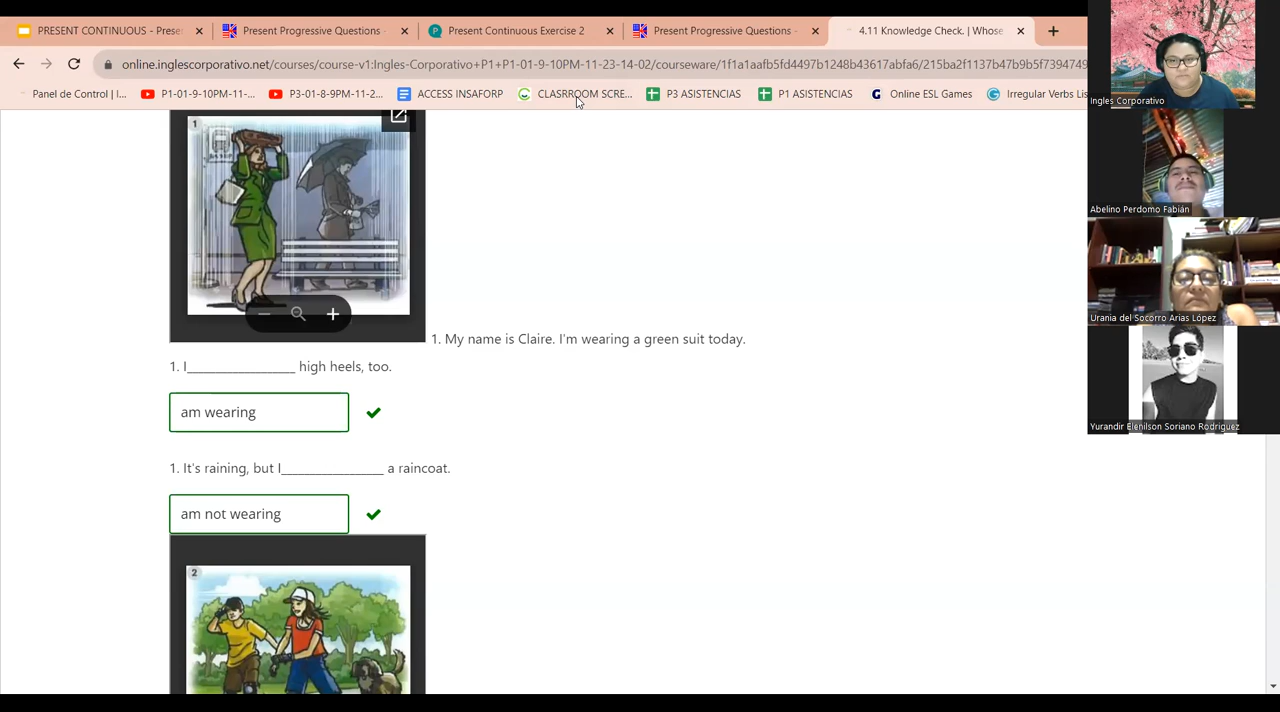 PRESENT CONTINUOUS - Prese
Present Progressive Questions -
Present Continuous Exercise 2
Present Progressive Questions -
4.11 Knowledge Check. | Whose
online.inglescorporativo.net/courses/course-v1:Ingles-Corporativo+P1+P1-01-9-10PM-11-23-14-02/courseware/1f1a1aafb5fd4497b1248b43617abfa6/215ba2f1137b47b9b5f7394749
Panel de Control | I...
P1-01-9-10PM-11-...
P3-01-8-9PM-11-2...
ACCESS INSAFORP
CLASRROOM SCRE...
P3 ASISTENCIAS
P1 ASISTENCIAS
Online ESL Games
Irregular Verbs Lis
Ingles Corporativo
Abelino Perdomo Fabián
Urania del Socorro Arias López
Yurandir Elenilson Soriano Rodriguez
1
1. My name is Claire. I'm wearing a green suit today.
1. I_________________ high heels, too.
am wearing
1. It's raining, but I________________ a raincoat.
am not wearing
2